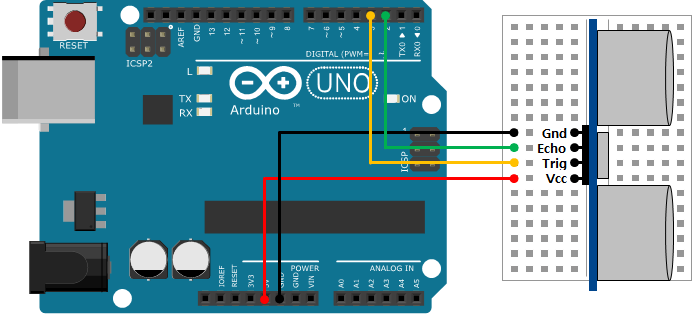 RESET
ICSP2
AREF
GND
13
12
~11
~10
~9
8
7
~6
~5
4
~3
2
TX0 ▶ 1
RX0 ◀ 0
DIGITAL (PWM
L
TX
RX
UNO
Arduino
™
ON
ICSP
Gnd
Echo
Trig
Vcc
POWER
ANALOG IN
IOREF
RESET
3V3
5V
GND
GND
VIN
A0
A1
A2
A3
A4
A5